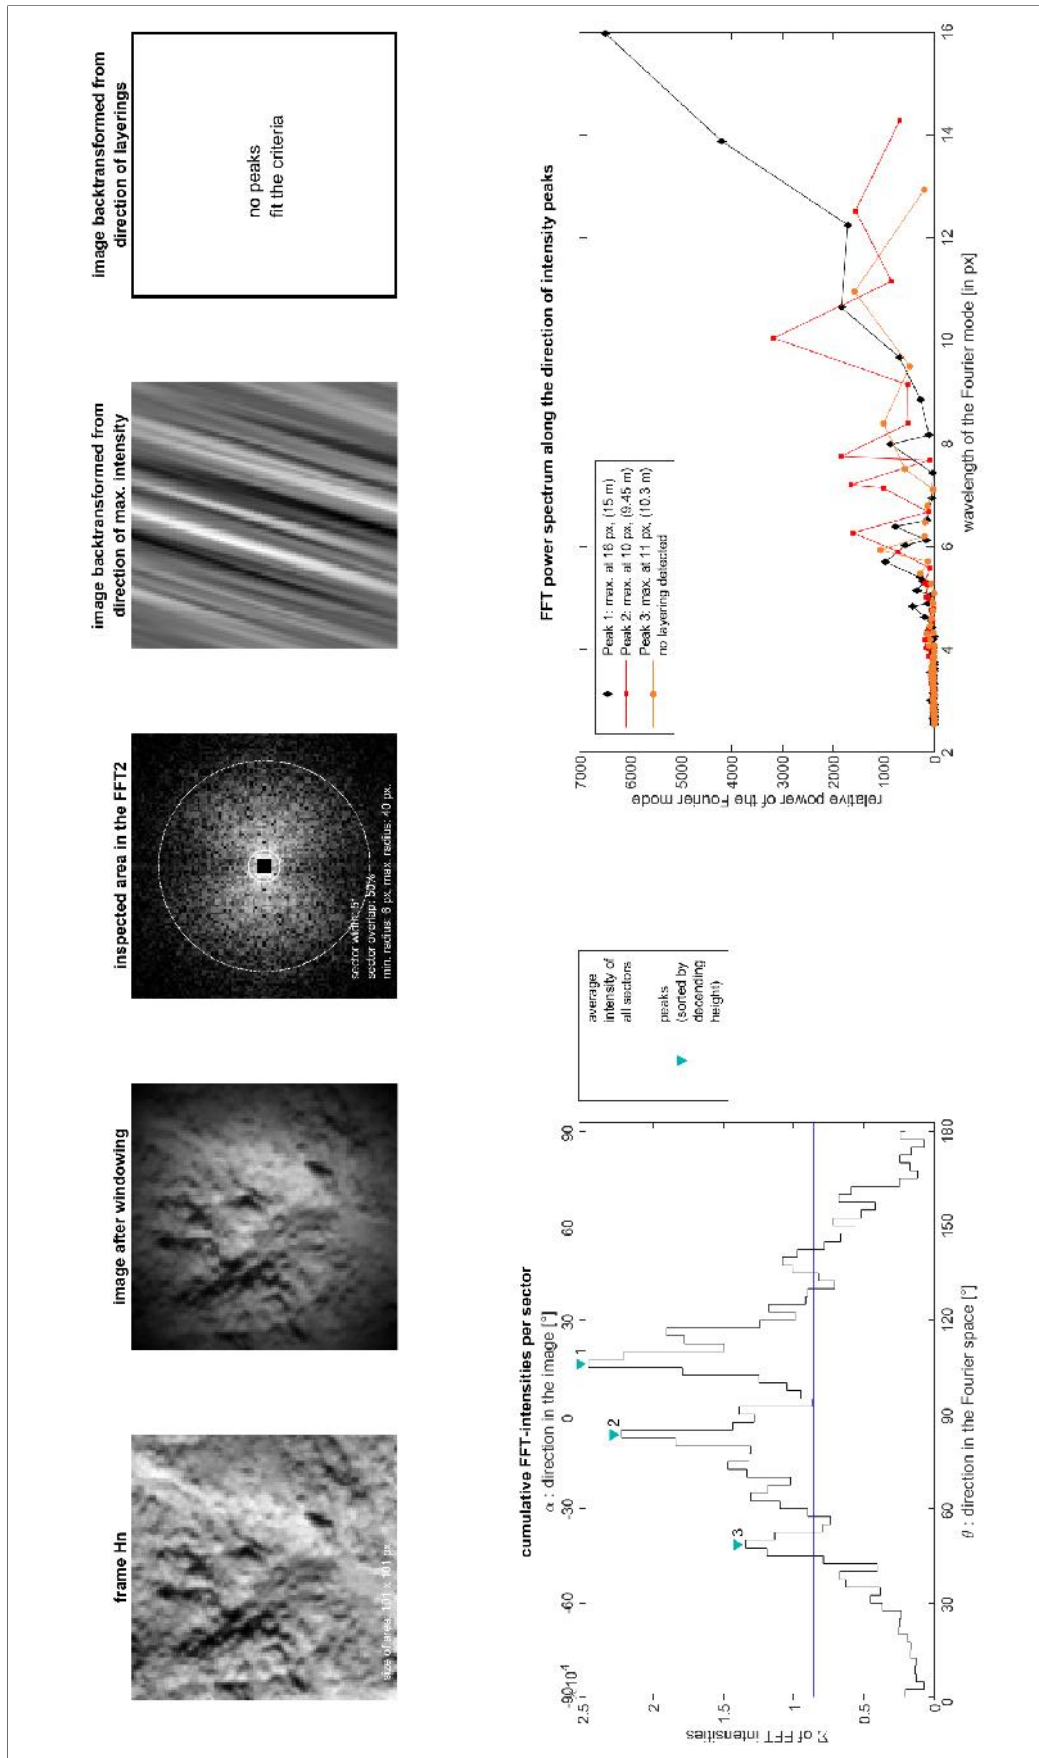 frame Hn
size of area: 101 x 101 px.
image after windowing
inspected area in the FFT2
sector width: 5°
sector overlap: 50%
min. radius: 6 px, max. radius: 40 px.
image backtransformed from
direction of max. intensity
image backtransformed from
direction of layerings
no peaks
fit the criteria
cumulative FFT-intensities per sector
α : direction in the image [°]
-90 -60 -30 0 30 60 90
2.5
2
1.5
1
0.5
0 30 60 90 120 150 180
Σ of FFT intensities
θ : direction in the Fourier space [°]
1
2
3
average
intensity of
all sectors
peaks
(sorted by
decending
height)
FFT power spectrum along the direction of intensity peaks
Peak 1: max. at 16 px, (15 m)
Peak 2: max. at 10 px, (9.45 m)
Peak 3: max. at 11 px, (10.3 m)
no layering detected
7000
6000
5000
4000
3000
2000
1000
0
2 4 6 8 10 12 14 16
relative power of the Fourier mode
wavelength of the Fourier mode [in px]